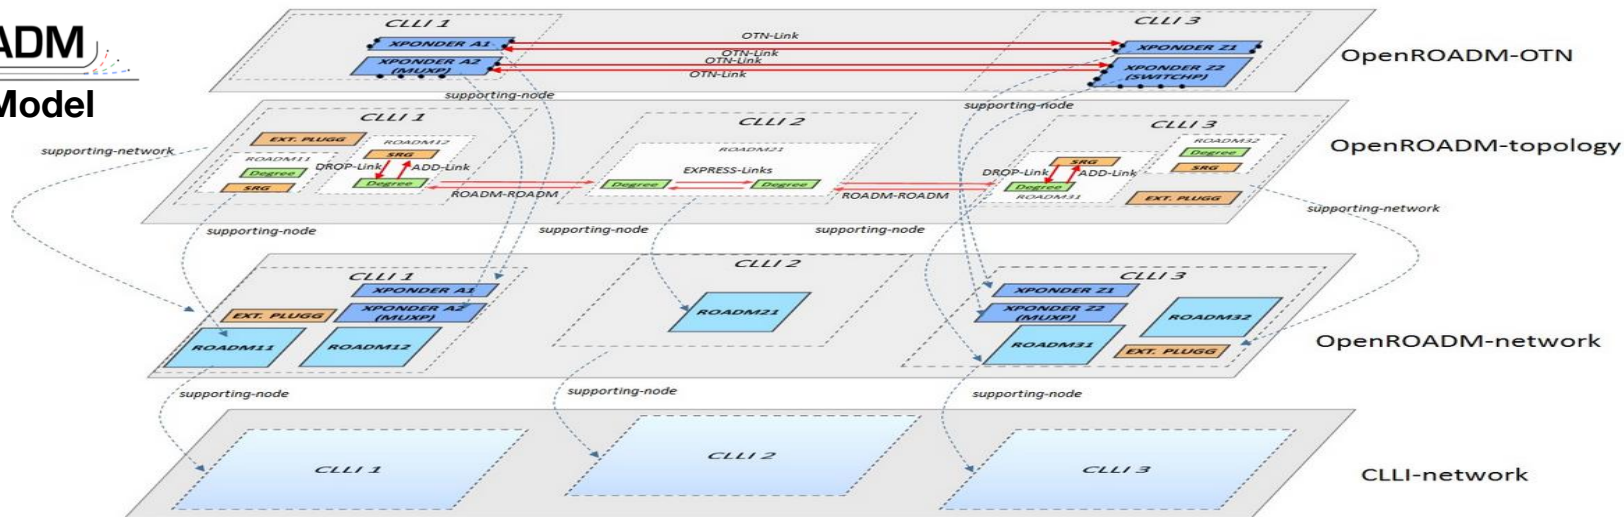 ADM
Model
CLLI 1
CLLI 3
XPONDER A1
XPONDER A2
(MUXP)
OTN-Link
OTN-Link
OTN-Link
OTN-Link
XPONDER Z1
XPONDER Z2
(SWITCHP)
OpenROADM-OTN
supporting-node
supporting-node
supporting-network
CLLI 1
EXT. PLUGG
ROADM11
Degree
SRG
ROADM12
SRG
DROP-Link
ADD-Link
Degree
ROADM-ROADM
CLLI 2
ROADM21
EXPRESS-Links
Degree
Degree
ROADM-ROADM
CLLI 3
SRG
DROP-Link
ADD-Link
Degree
ROADM31
ROADM32
Degree
SRG
EXT. PLUGG
OpenROADM-topology
supporting-network
supporting-node
supporting-node
supporting-node
CLLI 1
XPONDER A1
XPONDER A2
(MUXP)
EXT. PLUGG
ROADM11
ROADM12
CLLI 2
ROADM21
CLLI 3
XPONDER Z1
XPONDER Z2
(MUXP)
ROADM31
ROADM32
EXT. PLUGG
OpenROADM-network
supporting-node
supporting-node
supporting-node
CLLI 1
CLLI 2
CLLI 3
CLLI-network